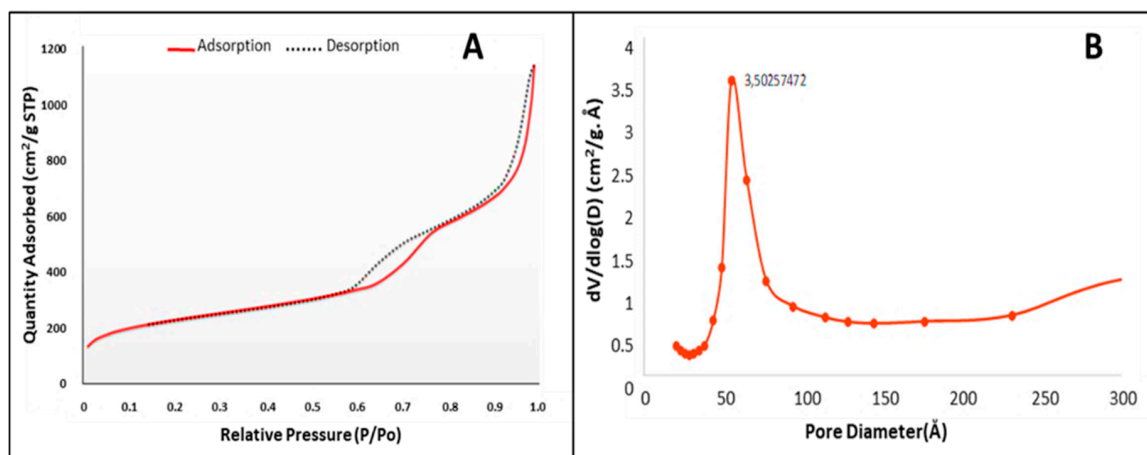 A
Adsorption Desorption
Quantity Adsorbed (cm²/g STP)
1200
1000
800
600
400
200
0
0 0.1 0.2 0.3 0.4 0.5 0.6 0.7 0.8 0.9 1.0
Relative Pressure (P/Po)
B
dV/dlog(D) (cm²/g. Å)
4
3.5
3
2.5
2
1.5
1
0.5
0
3,50257472
0 50 100 150 200 250 300
Pore Diameter(Å)